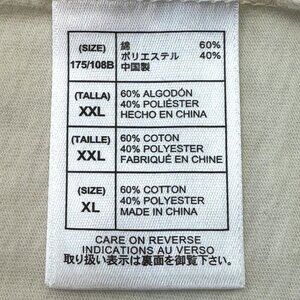 (SIZE)
175/108B
綿 60%
ポリエステル 40%
中国製
(TALLA)
XXL
60% ALGODÓN
40% POLIÉSTER
HECHO EN CHINA
(TAILLE)
XXL
60% COTON
40% POLYESTER
FABRIQUÉ EN CHINE
(SIZE)
XL
60% COTTON
40% POLYESTER
MADE IN CHINA
CARE ON REVERSE
INDICATIONS AU VERSO
取り扱い表示は裏面を御覧下さい